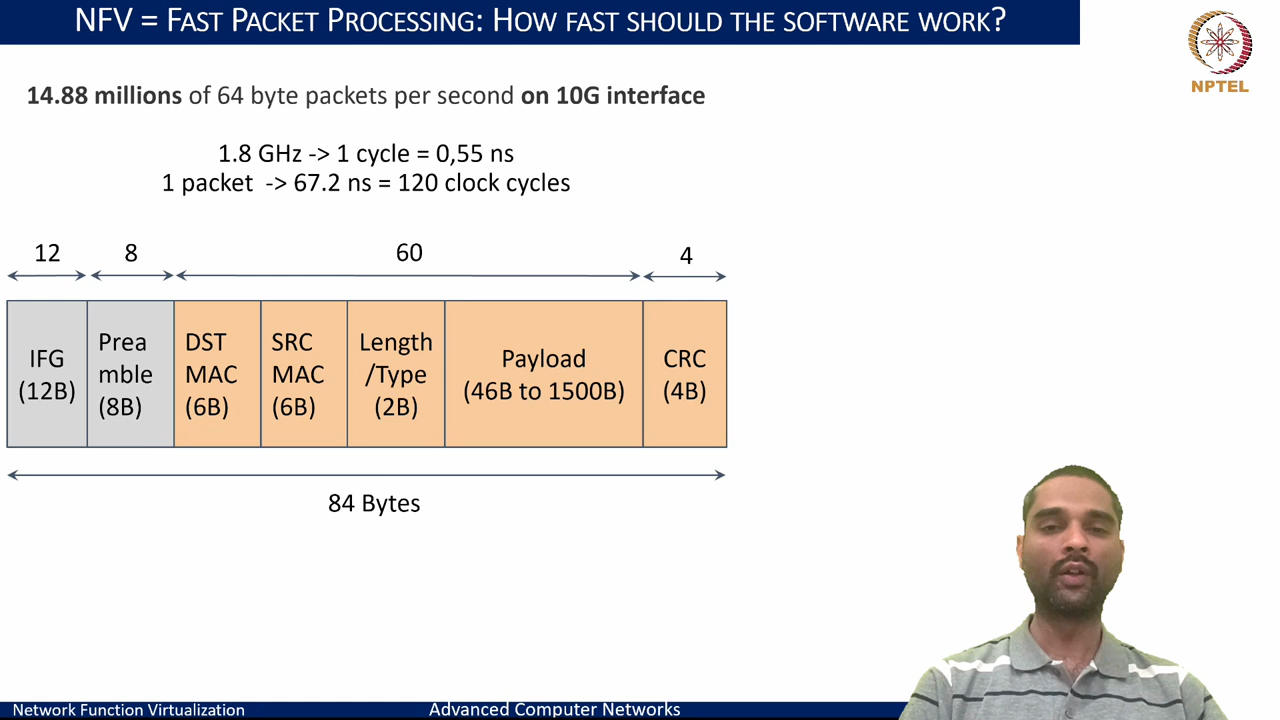 NFV = FAST PACKET PROCESSING: HOW FAST SHOULD THE SOFTWARE WORK?
NPTEL
14.88 millions of 64 byte packets per second on 10G interface
1.8 GHz -> 1 cycle = 0,55 ns
1 packet -> 67.2 ns = 120 clock cycles
12
8
60
4
IFG
(12B)
Prea
mble
(8B)
DST
MAC
(6B)
SRC
MAC
(6B)
Length
/Type
(2B)
Payload
(46B to 1500B)
CRC
(4B)
84 Bytes
Network Function Virtualization
Advanced Computer Networks